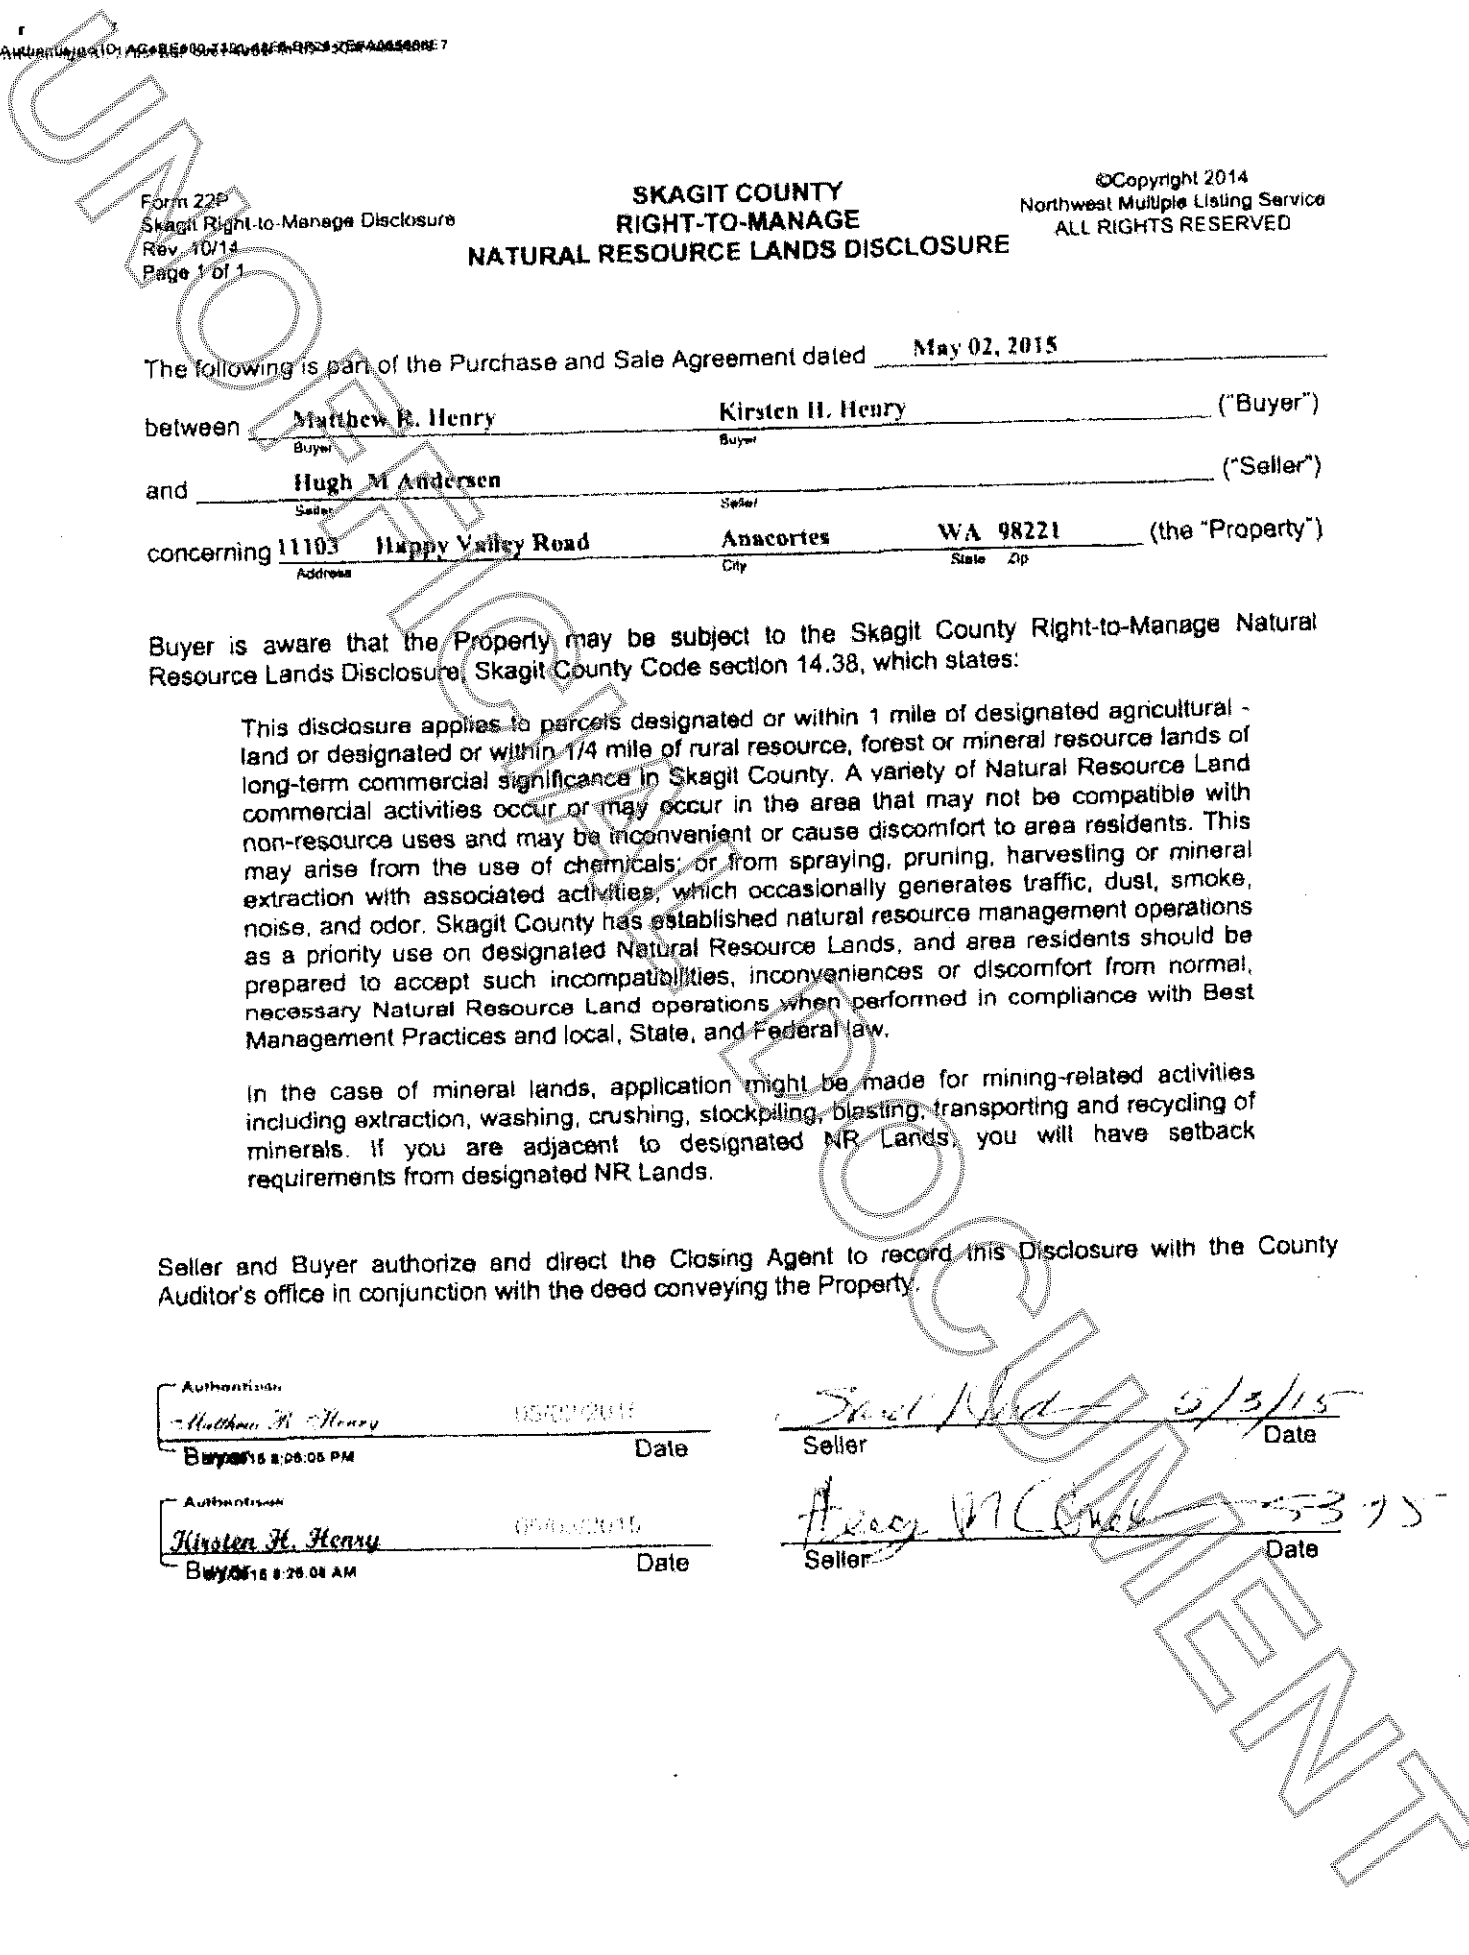 Form 22P
Skagit Right-to-Manage Disclosure
Rev. 10/14
Page 1 of 1
SKAGIT COUNTY
RIGHT-TO-MANAGE
NATURAL RESOURCE LANDS DISCLOSURE
©Copyright 2014
Northwest Multiple Listing Service
ALL RIGHTS RESERVED
The following is part of the Purchase and Sale Agreement dated May 02, 2015
between Matthew R. Henry Kirsten H. Henry ("Buyer")
Buyer Buyer
and Hugh M Andersen ("Seller")
Seller Seller
concerning 11103 Happy Valley Road Anacortes WA 98221 (the "Property")
Address City State Zip
Buyer is aware that the Property may be subject to the Skagit County Right-to-Manage Natural
Resource Lands Disclosure, Skagit County Code section 14.38, which states:
This disclosure applies to parcels designated or within 1 mile of designated agricultural -
land or designated or within 1/4 mile of rural resource, forest or mineral resource lands of
long-term commercial significance in Skagit County. A variety of Natural Resource Land
commercial activities occur or may occur in the area that may not be compatible with
non-resource uses and may be inconvenient or cause discomfort to area residents. This
may arise from the use of chemicals; or from spraying, pruning, harvesting or mineral
extraction with associated activities, which occasionally generates traffic, dust, smoke,
noise, and odor. Skagit County has established natural resource management operations
as a priority use on designated Natural Resource Lands, and area residents should be
prepared to accept such incompatibilities, inconveniences or discomfort from normal,
necessary Natural Resource Land operations when performed in compliance with Best
Management Practices and local, State, and Federal law.
In the case of mineral lands, application might be made for mining-related activities
including extraction, washing, crushing, stockpiling, blasting, transporting and recycling of
minerals. If you are adjacent to designated NR Lands, you will have setback
requirements from designated NR Lands.
Seller and Buyer authorize and direct the Closing Agent to record this Disclosure with the County
Auditor's office in conjunction with the deed conveying the Property.
Authentisign
Matthew R. Henry 5/3/15
Buyer Date Seller Date
Authentisign
Kirsten H. Henry 5 3 15
Buyer Date Seller Date
UNOFFICIAL DOCUMENT